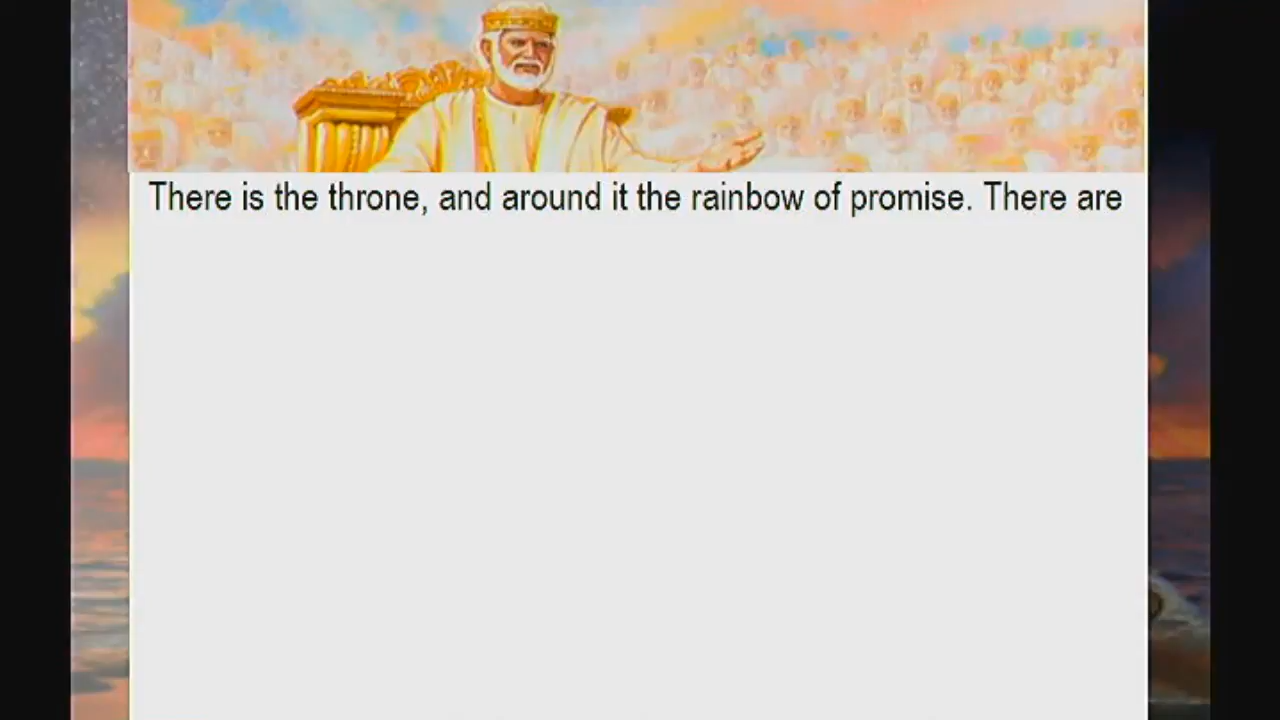 There is the throne, and around it the rainbow of promise. There are